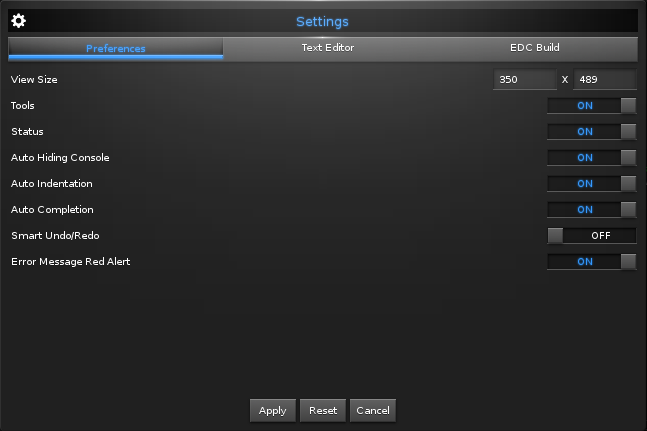 Settings
Preferences Text Editor EDC Build
View Size 350 X 489
Tools ON
Status ON
Auto Hiding Console ON
Auto Indentation ON
Auto Completion ON
Smart Undo/Redo OFF
Error Message Red Alert ON
Apply Reset Cancel